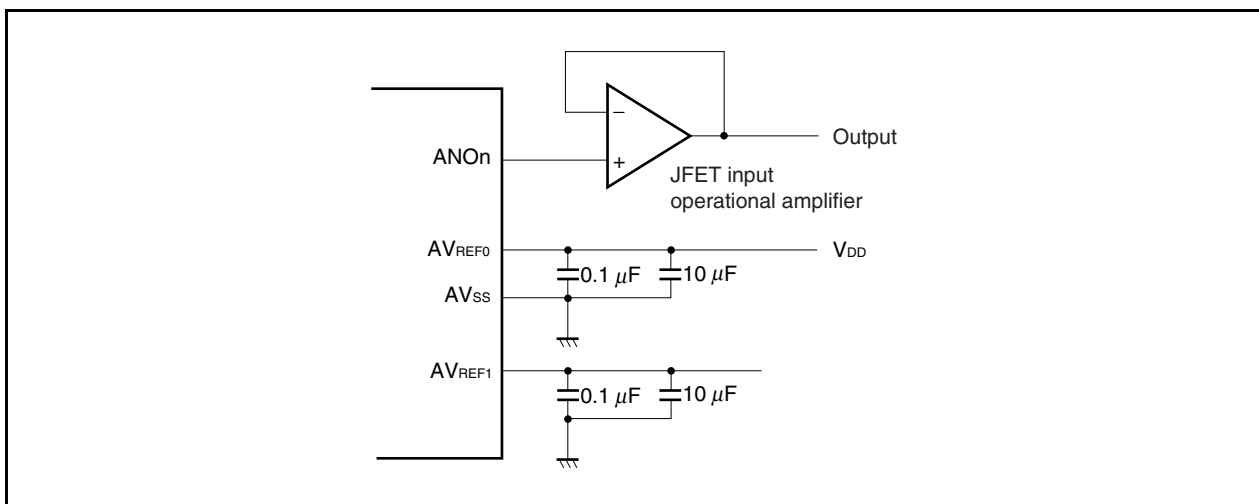 −
Output
ANOn
+
JFET input
operational amplifier
AVREF0
VDD
0.1 μF
10 μF
AVSS
AVREF1
0.1 μF
10 μF